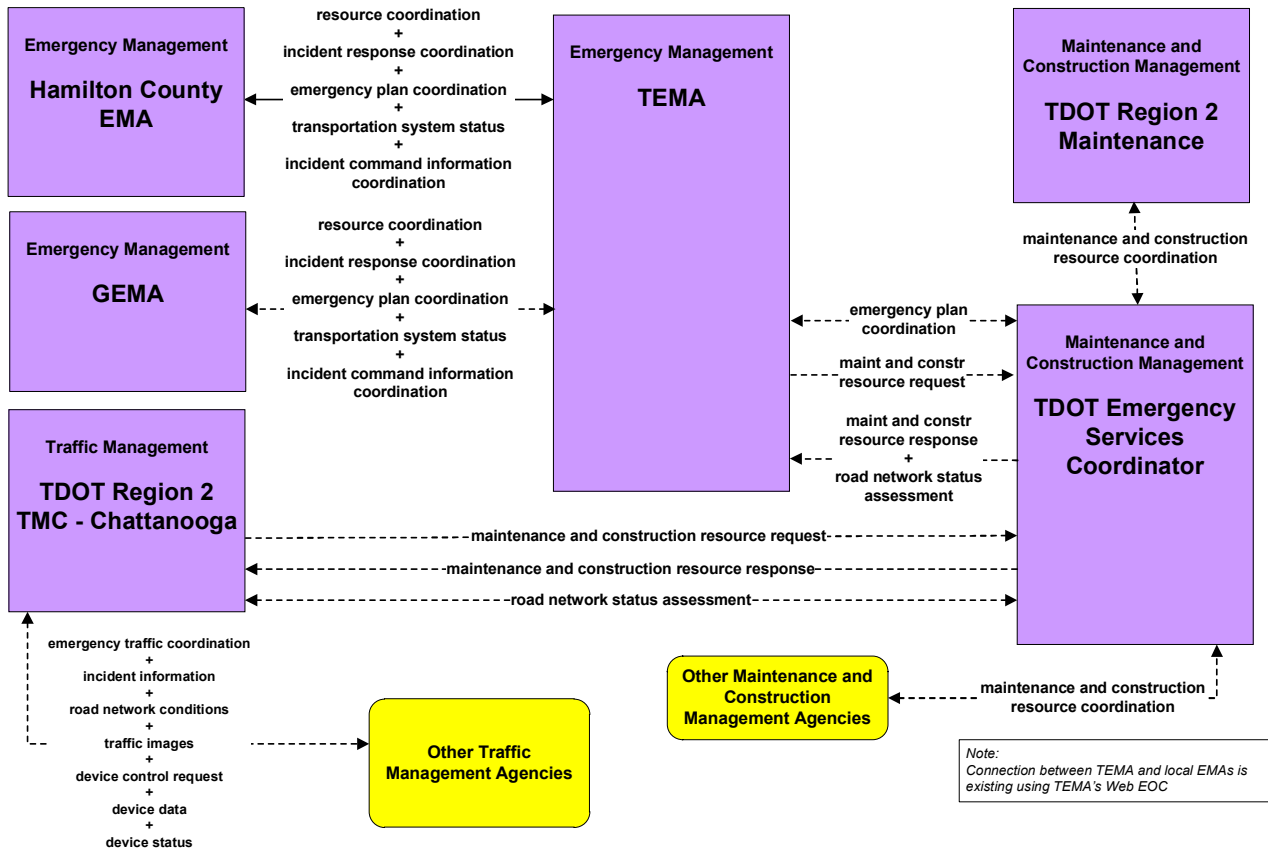 Emergency Management
Hamilton County
EMA
resource coordination
+
incident response coordination
+
emergency plan coordination
+
transportation system status
+
incident command information
coordination
Emergency Management
TEMA
Maintenance and
Construction Management
TDOT Region 2
Maintenance
maintenance and construction
resource coordination
Emergency Management
GEMA
resource coordination
+
incident response coordination
+
emergency plan coordination
+
transportation system status
+
incident command information
coordination
emergency plan
coordination
maint and constr
resource request
maint and constr
resource response
+
road network status
assessment
Maintenance and
Construction Management
TDOT Emergency
Services
Coordinator
Traffic Management
TDOT Region 2
TMC - Chattanooga
maintenance and construction resource request
maintenance and construction resource response
road network status assessment
emergency traffic coordination
+
incident information
+
road network conditions
+
traffic images
+
device control request
+
device data
+
device status
Other Traffic
Management Agencies
Other Maintenance and
Construction
Management Agencies
maintenance and construction
resource coordination
Note:
Connection between TEMA and local EMAs is
existing using TEMA's Web EOC